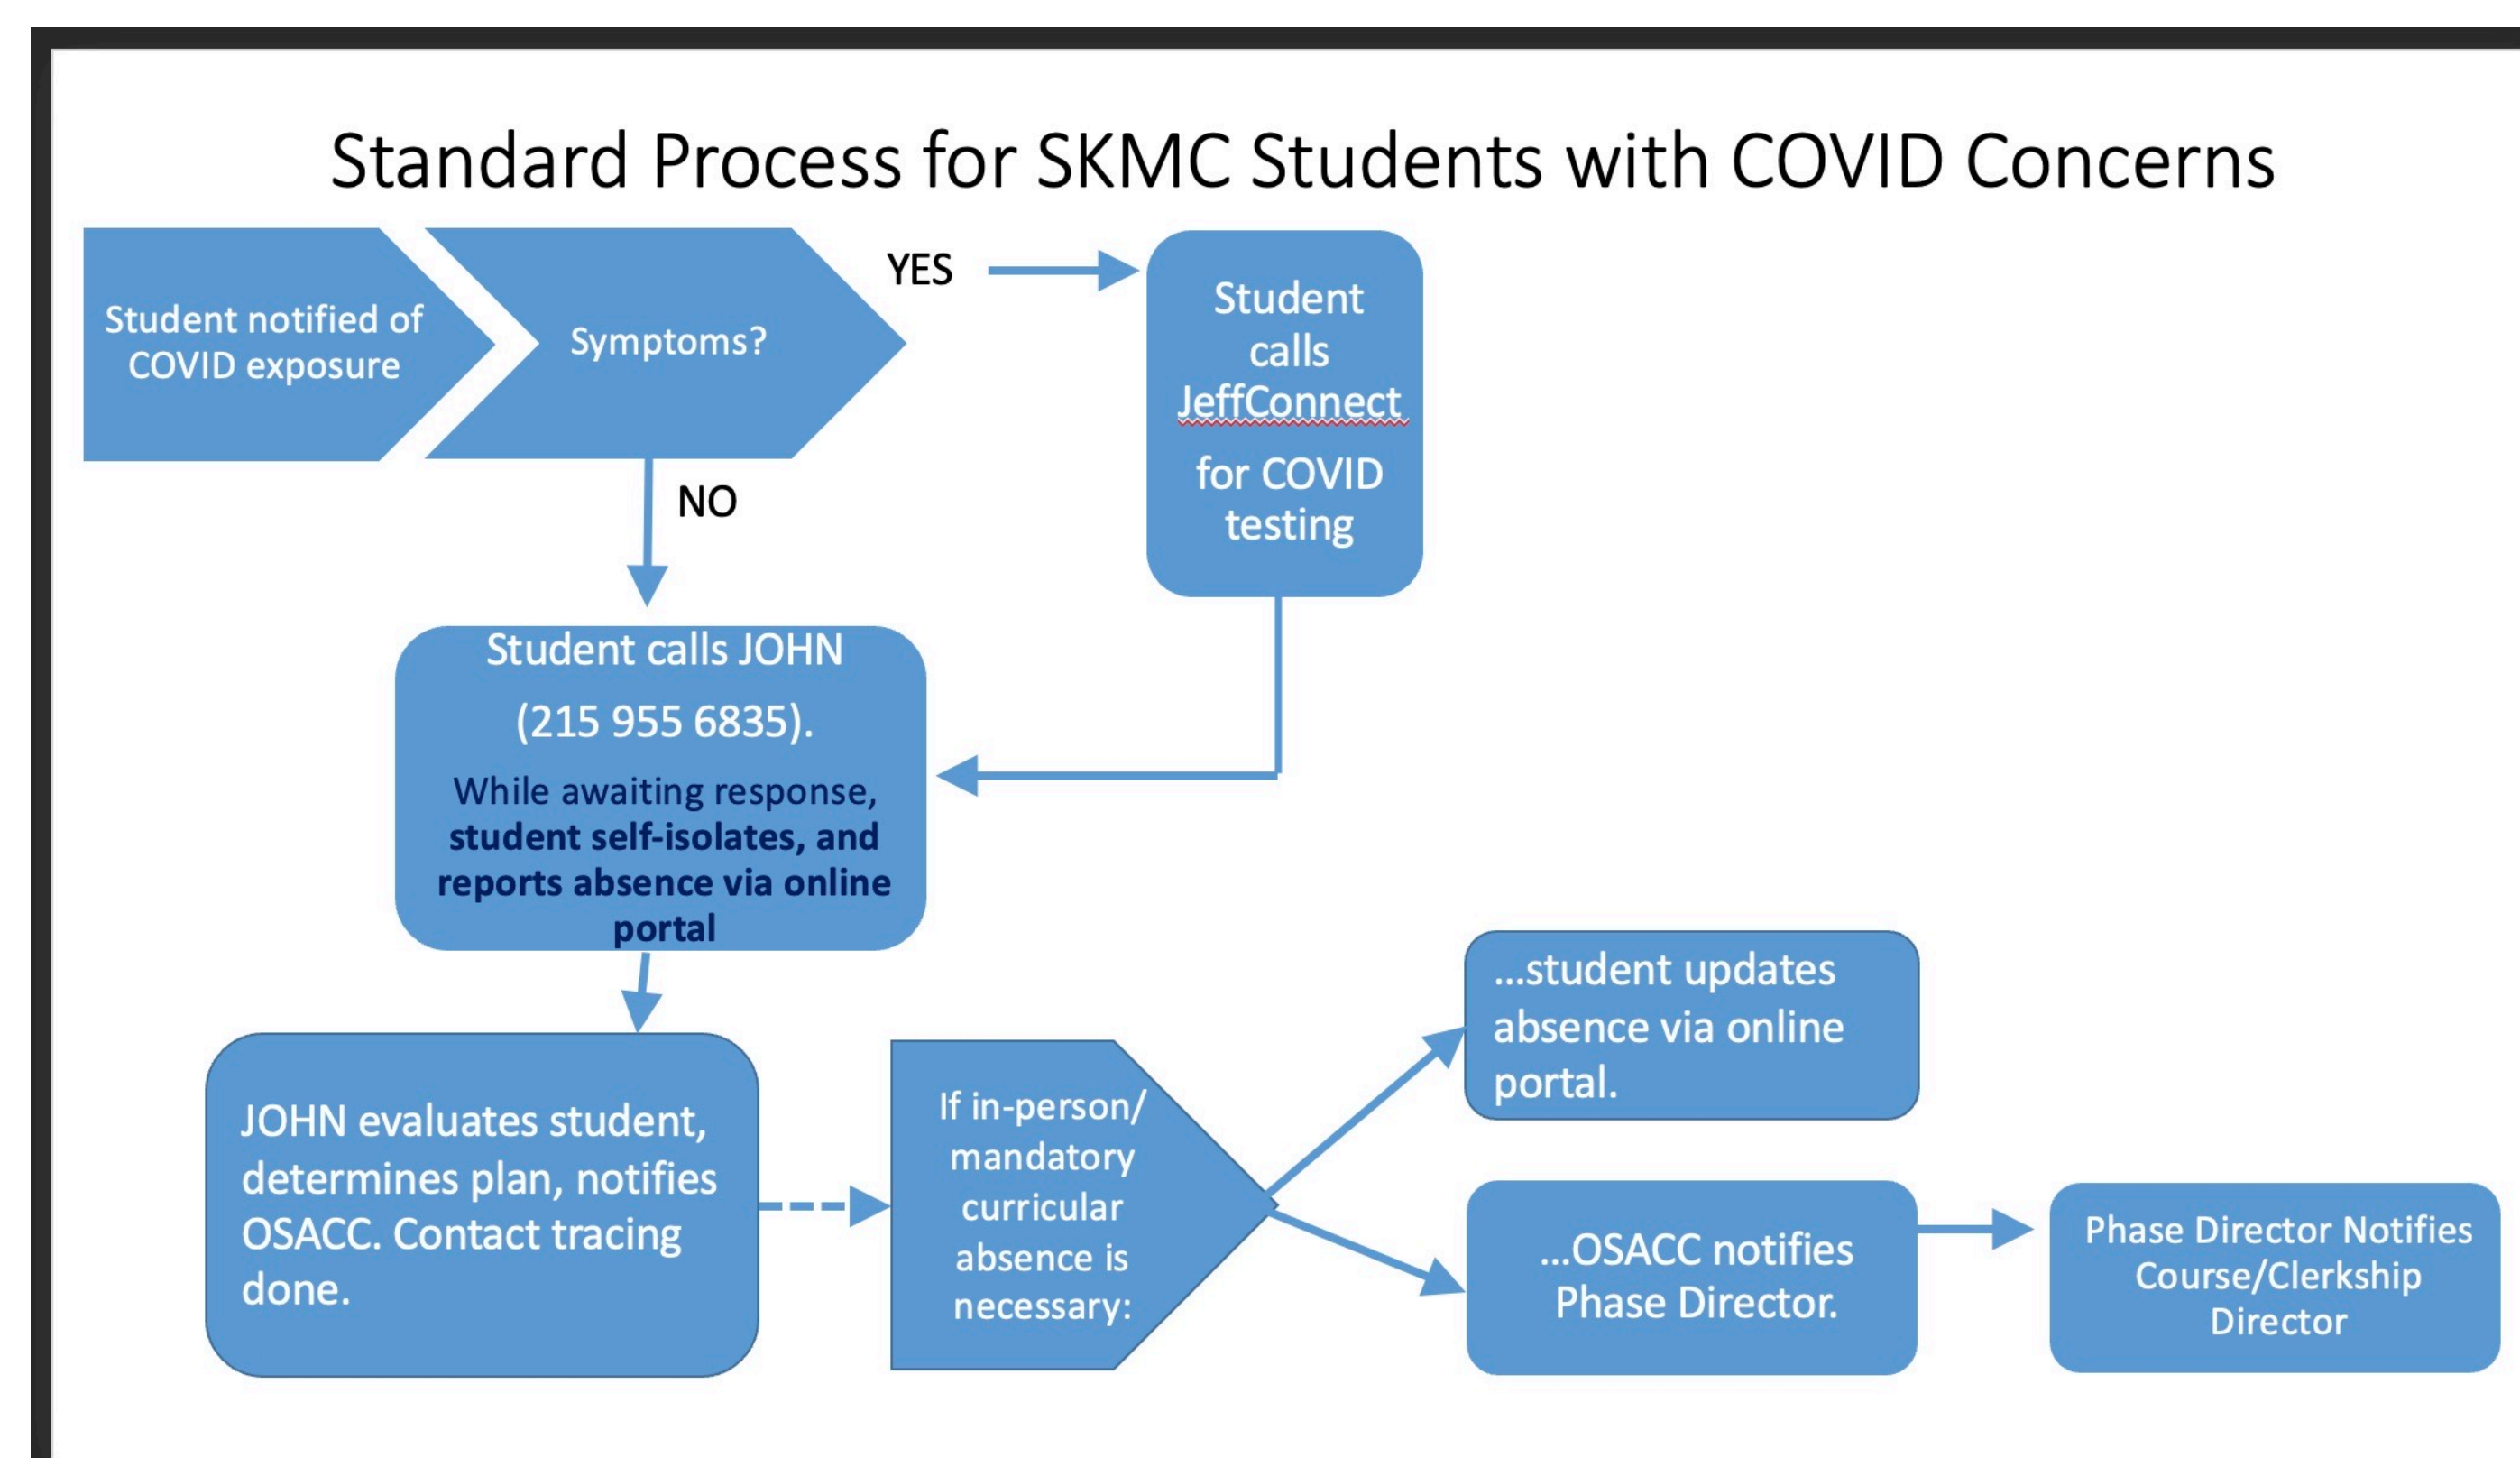 Standard Process for SKMC Students with COVID Concerns
Student notified of
COVID exposure
Symptoms?
YES
Student
calls
JeffConnect
for COVID
testing
NO
Student calls JOHN
(215 955 6835).
While awaiting response,
student self-isolates, and
reports absence via online
portal
JOHN evaluates student,
determines plan, notifies
OSACC. Contact tracing
done.
If in-person/
mandatory
curricular
absence is
necessary:
...student updates
absence via online
portal.
...OSACC notifies
Phase Director.
Phase Director Notifies
Course/Clerkship
Director